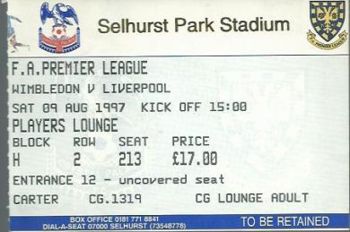 Selhurst Park Stadium
F.A.PREMIER LEAGUE
WIMBLEDON V LIVERPOOL
SAT 09 AUG 1997 KICK OFF 15:00
PLAYERS LOUNGE
BLOCK ROW SEAT PRICE
H 2 213 £17.00
ENTRANCE 12 - uncovered seat
CARTER CG.1319 CG LOUNGE ADULT
BOX OFFICE 0181 771 8841
DIAL-A-SEAT 07000 SELHURST (73548778)
TO BE RETAINED